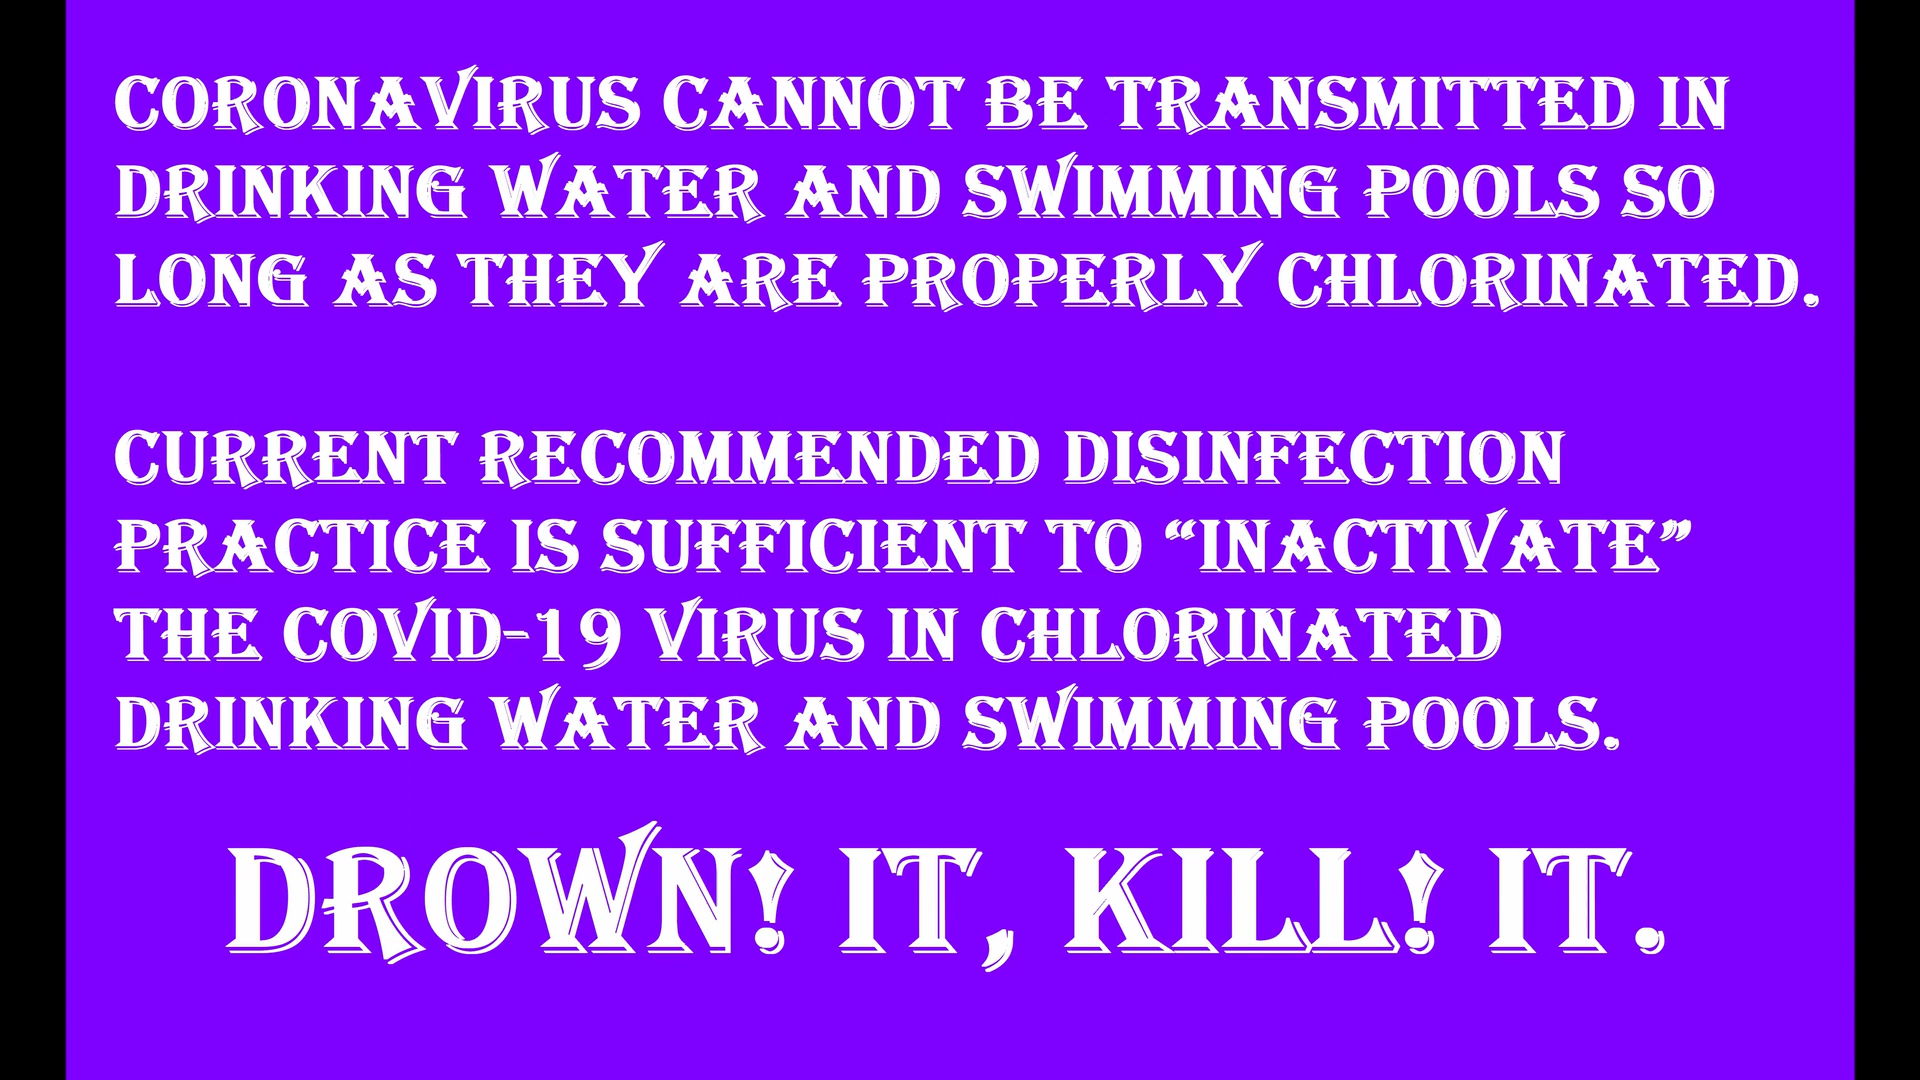 CORONAVIRUS CANNOT BE TRANSMITTED IN
DRINKING WATER AND SWIMMING POOLS SO
LONG AS THEY ARE PROPERLY CHLORINATED.
CURRENT RECOMMENDED DISINFECTION
PRACTICE IS SUFFICIENT TO “INACTIVATE”
THE COVID-19 VIRUS IN CHLORINATED
DRINKING WATER AND SWIMMING POOLS.
DROWN! IT, KILL! IT.